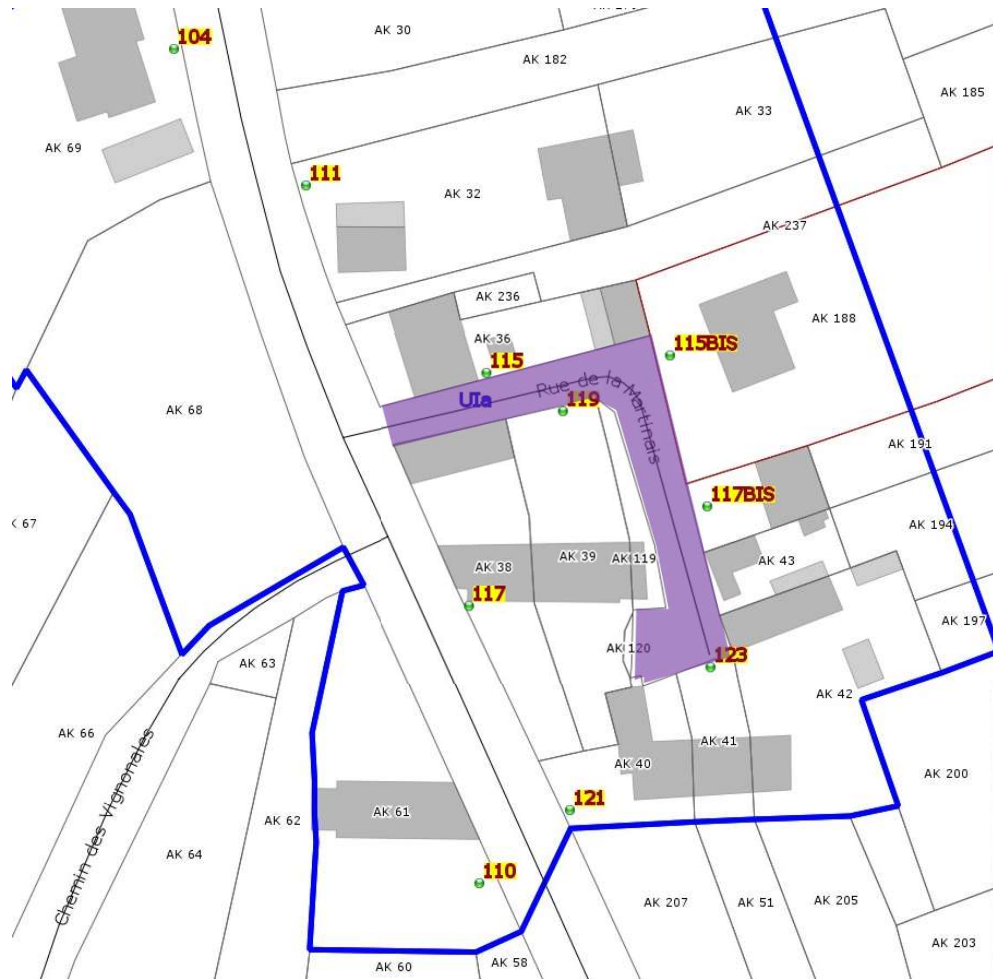 AK 30
104
AK 182
AK 185
AK 33
AK 69
111
AK 32
AK 237
AK 236
AK 188
AK 36
115BIS
115
Rue de la Martinais
UIa
119
AK 68
AK 191
117BIS
AK 67
AK 194
AK 39
AK 119
AK 43
AK 38
117
AK 197
AK 120
AK 63
123
AK 42
AK 66
Chemin des Vignonales
AK 41
AK 40
AK 200
121
AK 61
AK 62
AK 64
110
AK 207
AK 51
AK 205
AK 203
AK 60
AK 58